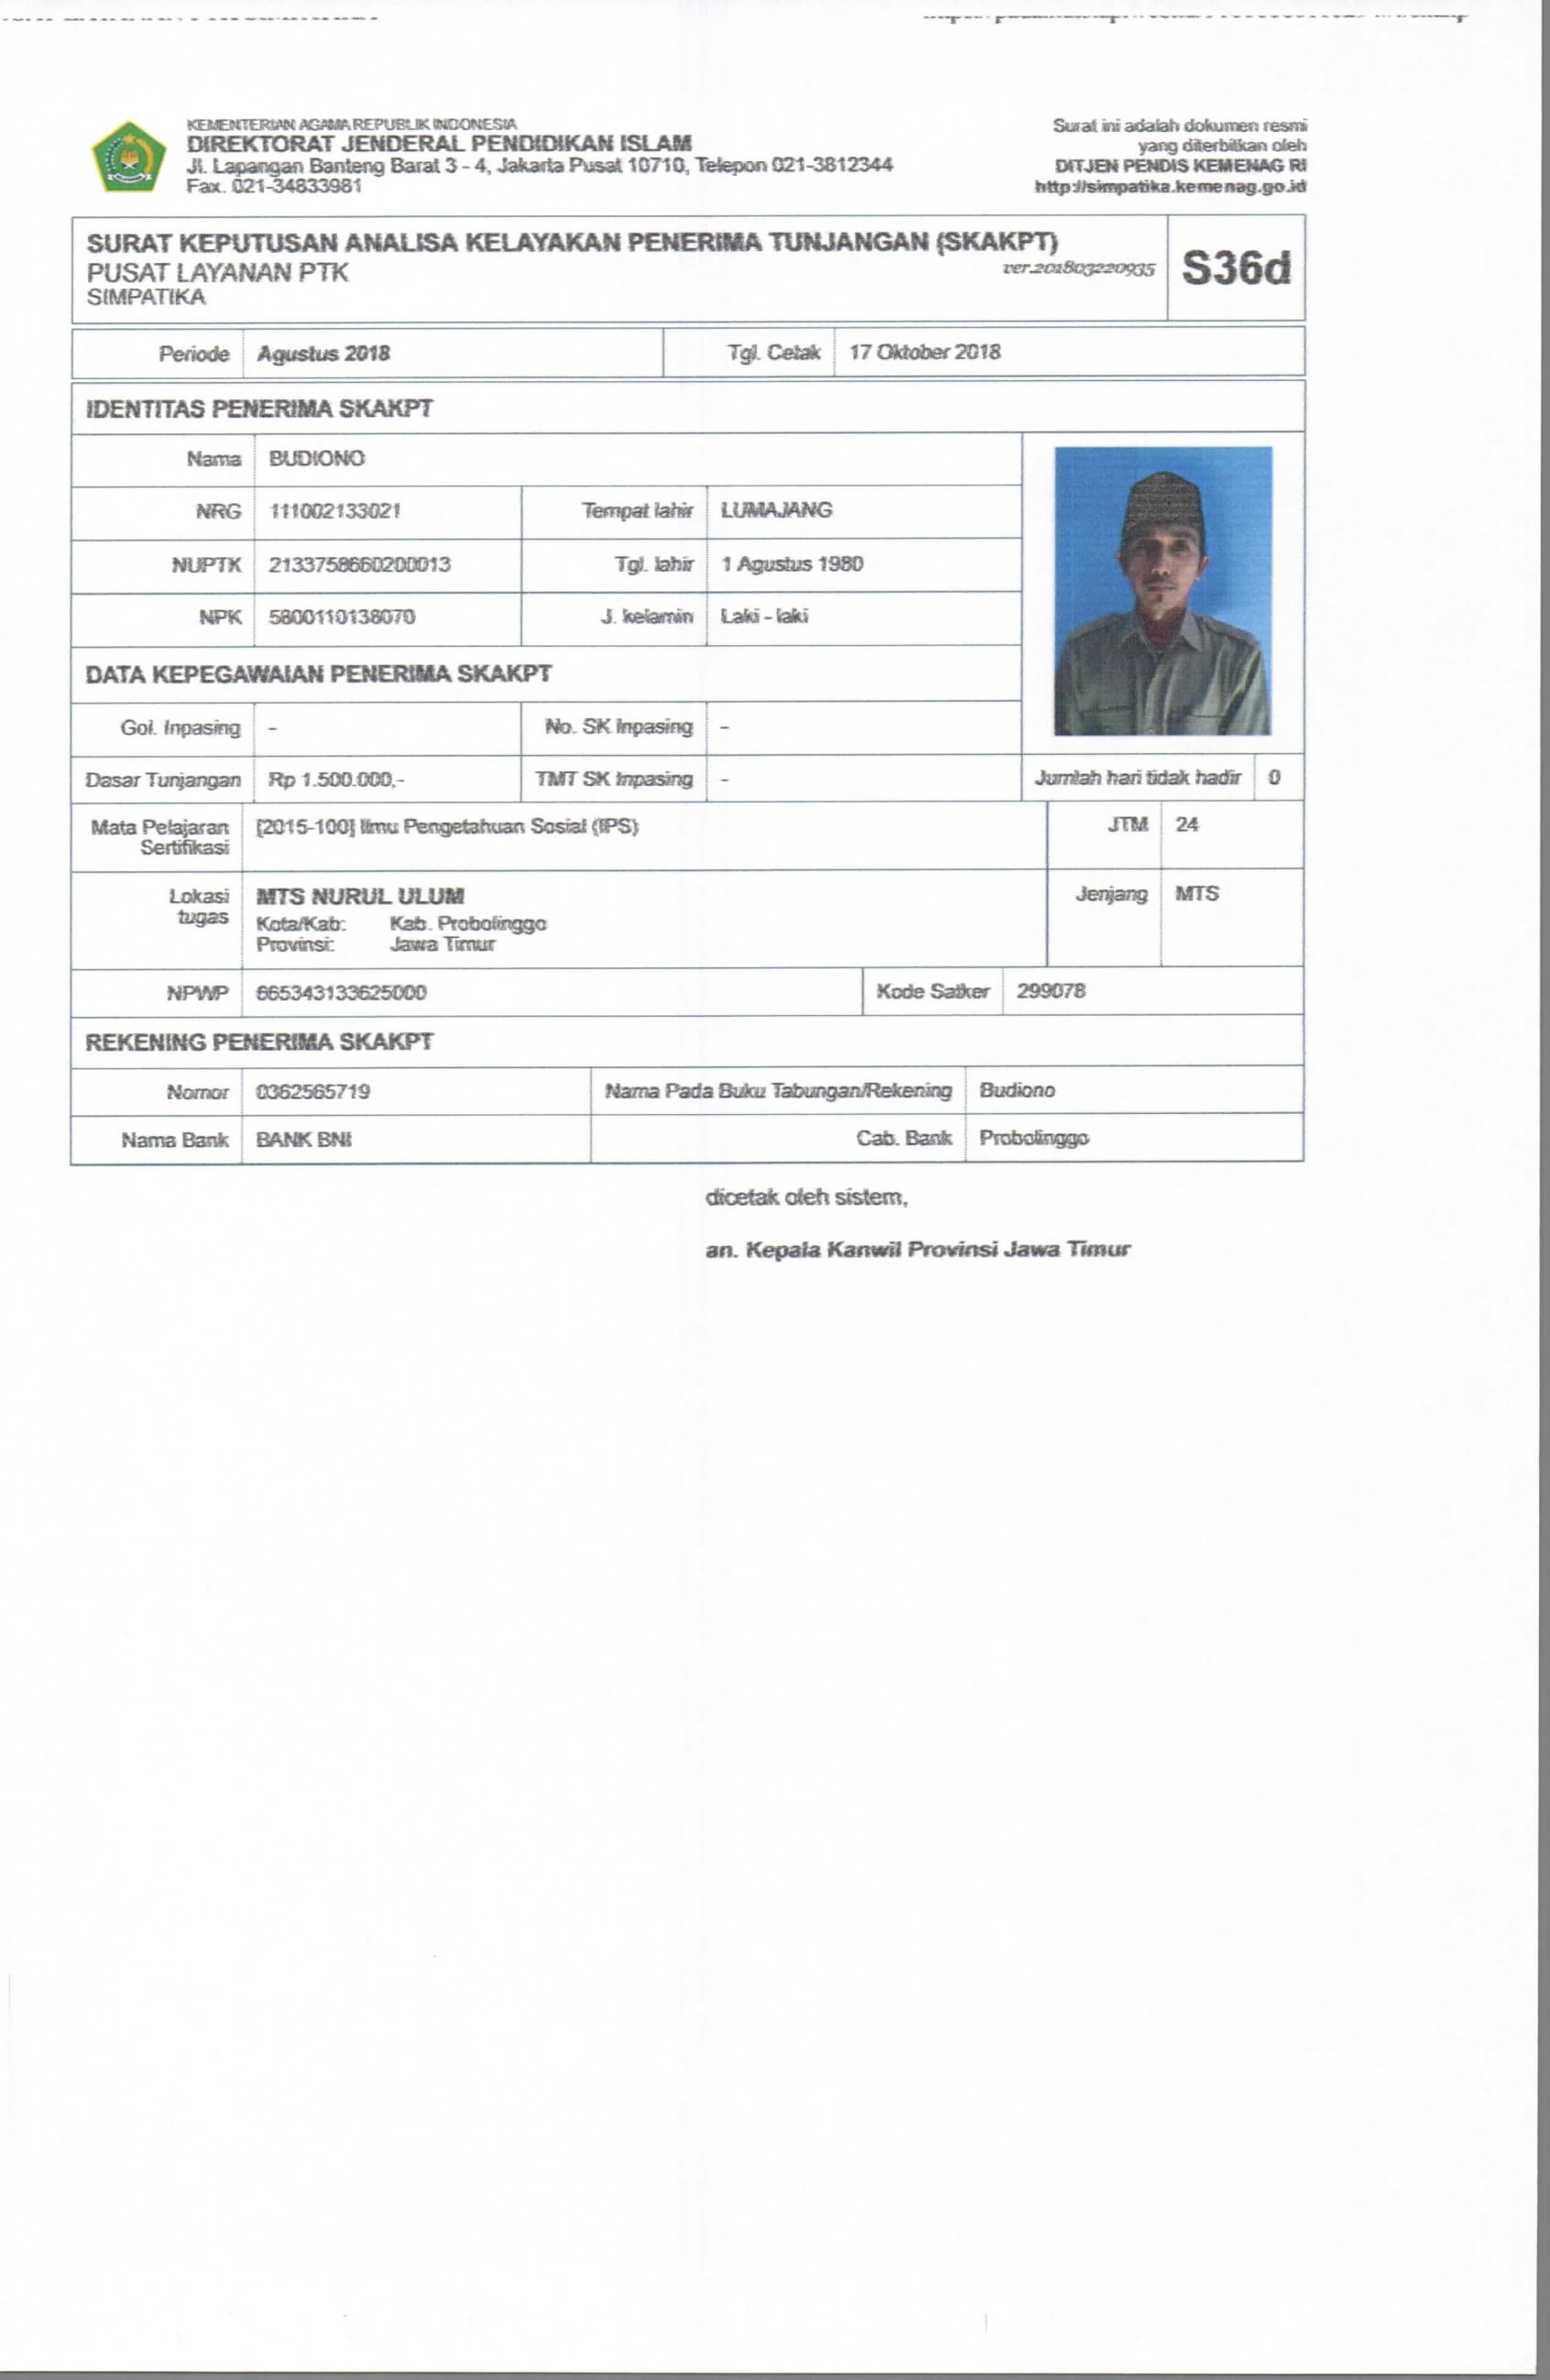 KEMENTERIAN AGAMA REPUBLIK INDONESIA
DIREKTORAT JENDERAL PENDIDIKAN ISLAM
Jl. Lapangan Banteng Barat 3 - 4, Jakarta Pusat 10710, Telepon 021-3812344
Fax. 021-34833981
Surat ini adalah dokumen resmi
yang diterbitkan oleh
DITJEN PENDIS KEMENAG RI
http://simpatika.kemenag.go.id
SURAT KEPUTUSAN ANALISA KELAYAKAN PENERIMA TUNJANGAN (SKAKPT)
PUSAT LAYANAN PTK
ver.201803220935
SIMPATIKA
S36d
Periode Agustus 2018 Tgl. Cetak 17 Oktober 2018
IDENTITAS PENERIMA SKAKPT
Nama BUDIONO
NRG 111002133021 Tempat lahir LUMAJANG
NUPTK 2133758660200013 Tgl. lahir 1 Agustus 1980
NPK 5800110138070 J. kelamin Laki - laki
DATA KEPEGAWAIAN PENERIMA SKAKPT
Gol. Inpasing - No. SK Inpasing -
Dasar Tunjangan Rp 1.500.000,- TMT SK Inpasing - Jumlah hari tidak hadir 0
Mata Pelajaran Sertifikasi [2015-100] Ilmu Pengetahuan Sosial (IPS) JTM 24
Lokasi tugas MTS NURUL ULUM Jenjang MTS
Kota/Kab: Kab. Probolinggo
Provinsi: Jawa Timur
NPWP 665343133625000 Kode Satker 299078
REKENING PENERIMA SKAKPT
Nomor 0362565719 Nama Pada Buku Tabungan/Rekening Budiono
Nama Bank BANK BNI Cab. Bank Probolinggo
dicetak oleh sistem,
an. Kepala Kanwil Provinsi Jawa Timur